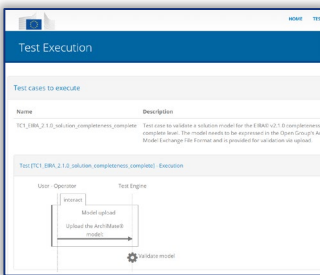 HOME
Test Execution
Test cases to execute
Name Description
TC1_EIRA_2.1.0_solution_completeness_complete Test case to validate a solution model for the EIRA© v2.1.0 completeness
complete level. The model needs to be expressed in the Open Group's
Model Exchange File Format and is provided for validation via upload.
Test [TC1_EIRA_2.1.0_solution_completeness_complete] - Execution
User - Operator Test Engine
Interact
Model upload
Upload the ArchiMate®
model.
Validate model